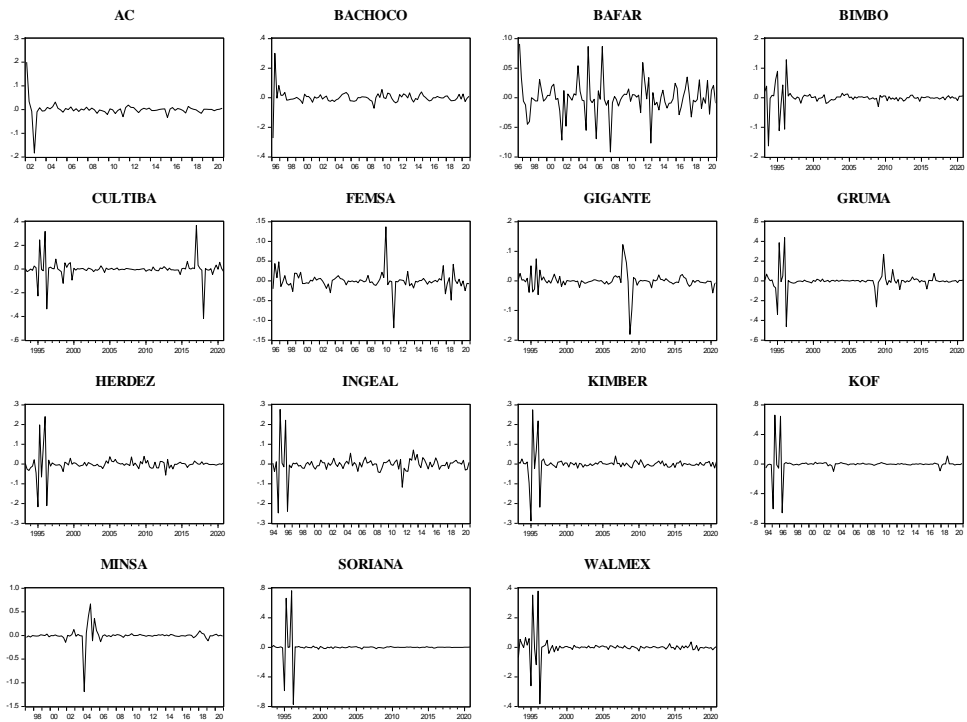 AC
.3
.2
.1
.0
-.1
-.2
02 04 06 08 10 12 14 16 18 20
BACHOCO
.4
.2
.0
-.2
-.4
96 98 00 02 04 06 08 10 12 14 16 18 20
BAFAR
.10
.05
.00
-.05
-.10
96 98 00 02 04 06 08 10 12 14 16 18 20
BIMBO
.2
.1
.0
-.1
-.2
1995 2000 2005 2010 2015 2020
CULTIBA
.4
.2
.0
-.2
-.4
-.6
1995 2000 2005 2010 2015 2020
FEMSA
.15
.10
.05
.00
-.05
-.10
-.15
96 98 00 02 04 06 08 10 12 14 16 18 20
GIGANTE
.2
.1
.0
-.1
-.2
1995 2000 2005 2010 2015 2020
GRUMA
.6
.4
.2
.0
-.2
-.4
-.6
1995 2000 2005 2010 2015 2020
HERDEZ
.3
.2
.1
.0
-.1
-.2
-.3
1995 2000 2005 2010 2015 2020
INGEAL
.3
.2
.1
.0
-.1
-.2
-.3
94 96 98 00 02 04 06 08 10 12 14 16 18 20
KIMBER
.3
.2
.1
.0
-.1
-.2
-.3
1995 2000 2005 2010 2015 2020
KOF
.8
.4
.0
-.4
-.8
94 96 98 00 02 04 06 08 10 12 14 16 18 20
MINSA
1.0
0.5
0.0
-0.5
-1.0
-1.5
98 00 02 04 06 08 10 12 14 16 18 20
SORIANA
.8
.4
.0
-.4
-.8
1995 2000 2005 2010 2015 2020
WALMEX
.4
.2
.0
-.2
-.4
1995 2000 2005 2010 2015 2020